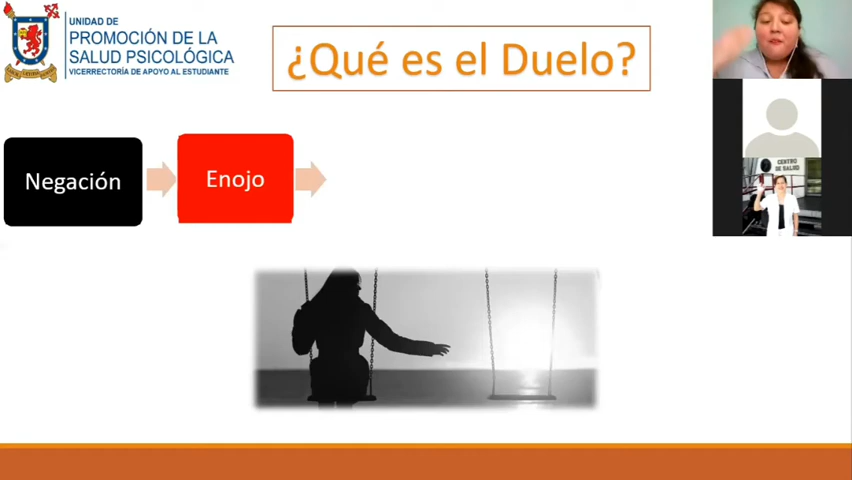 UNIDAD DE
PROMOCIÓN DE LA
SALUD PSICOLÓGICA
VICERRECTORÍA DE APOYO AL ESTUDIANTE
¿Qué es el Duelo?
Negación
Enojo
CENTRO
DE SALUD